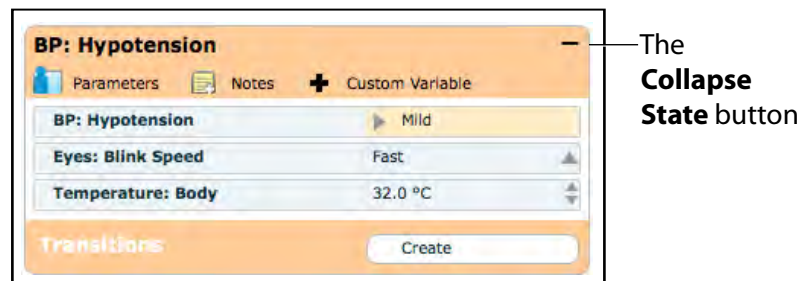 BP: Hypotension
Parameters Notes Custom Variable
BP: Hypotension Mild
Eyes: Blink Speed Fast
Temperature: Body 32.0 °C
Transitions Create
The
Collapse
State button